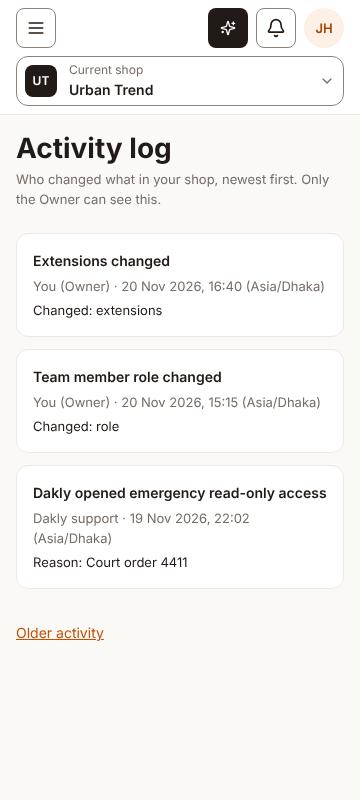 JH
UT
Current shop
Urban Trend
Activity log
Who changed what in your shop, newest first. Only
the Owner can see this.
Extensions changed
You (Owner) · 20 Nov 2026, 16:40 (Asia/Dhaka)
Changed: extensions
Team member role changed
You (Owner) · 20 Nov 2026, 15:15 (Asia/Dhaka)
Changed: role
Dakly opened emergency read-only access
Dakly support · 19 Nov 2026, 22:02
(Asia/Dhaka)
Reason: Court order 4411
Older activity